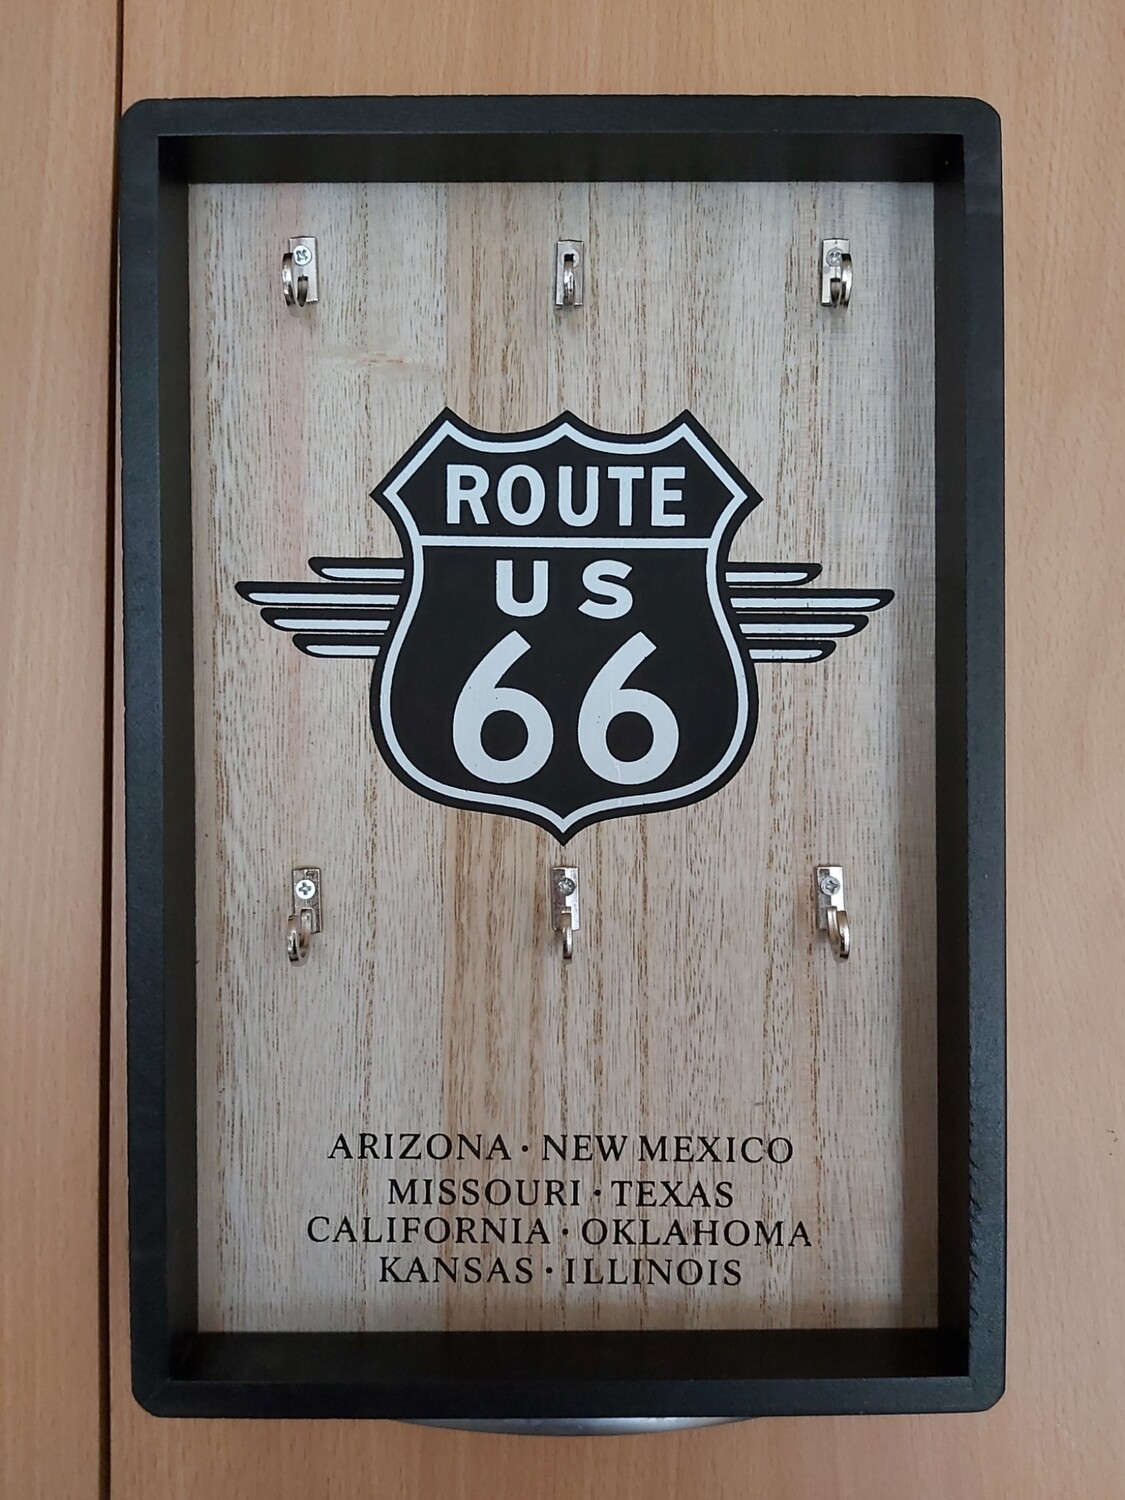 ROUTE
US
66
ARIZONA · NEW MEXICO
MISSOURI · TEXAS
CALIFORNIA · OKLAHOMA
KANSAS · ILLINOIS